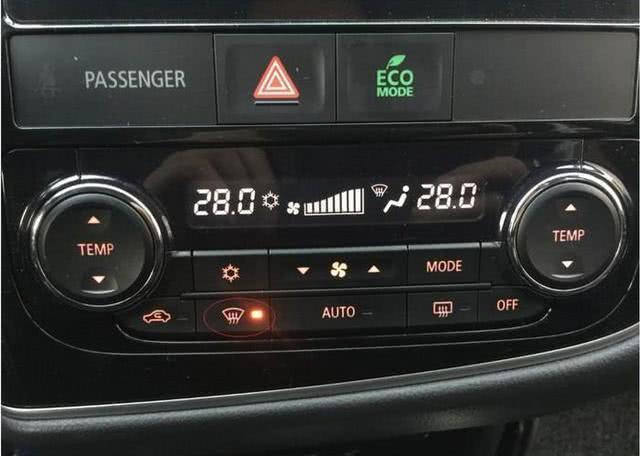 PASSENGER
ECO
MODE
28.0 28.0
TEMP
TEMP
MODE
AUTO
OFF